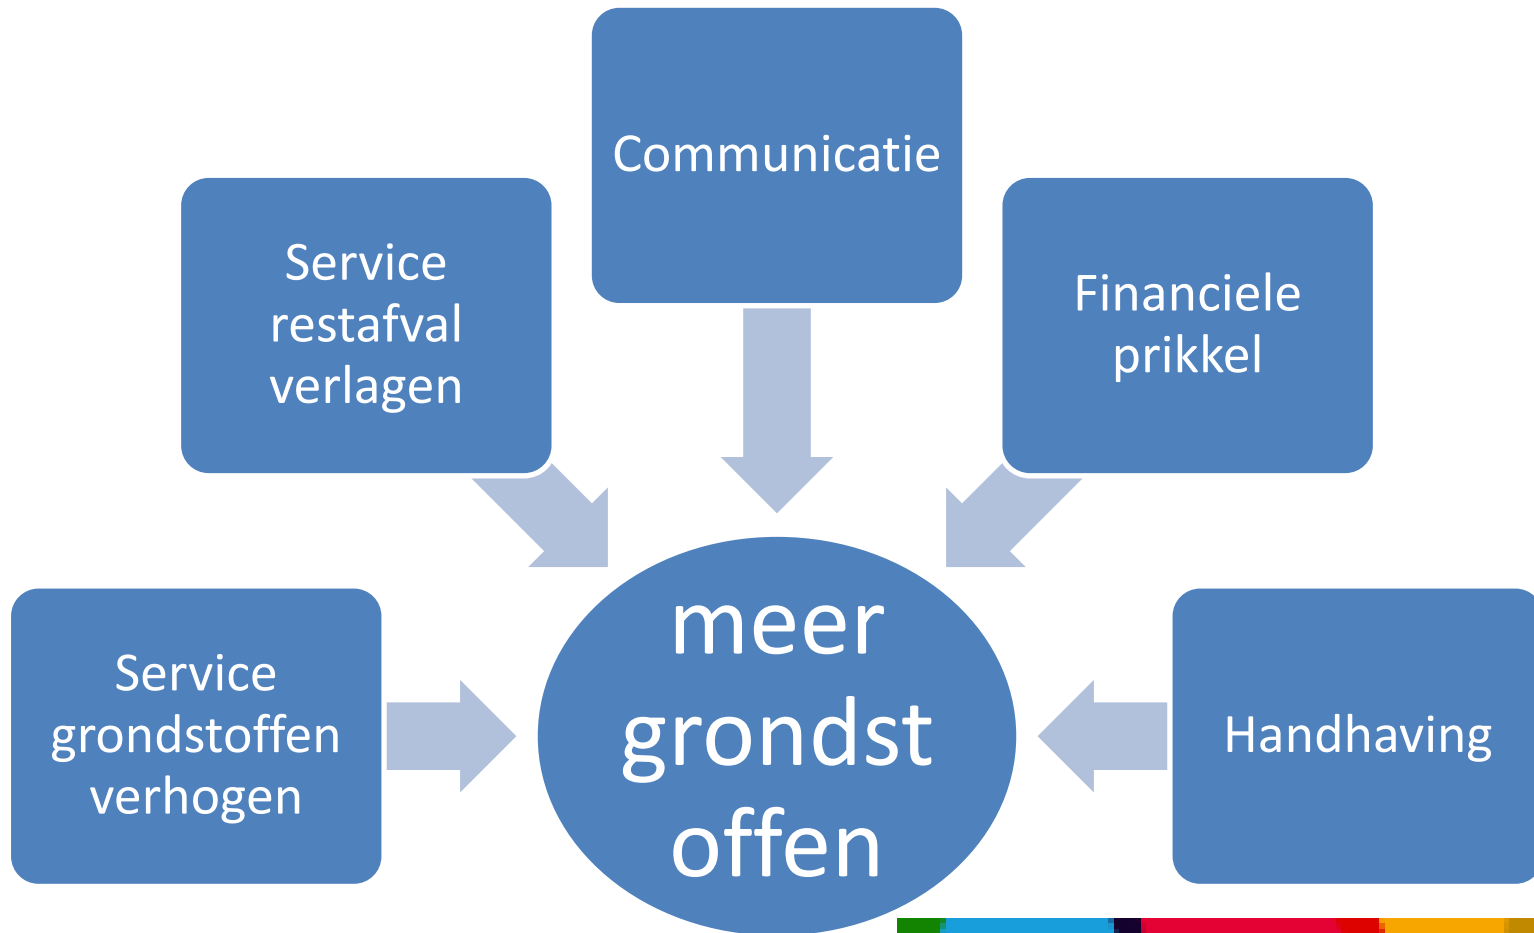 Communicatie
Service
restafval
verlagen
Financiele
prikkel
Service
grondstoffen
verhogen
meer
grondst
offen
Handhaving